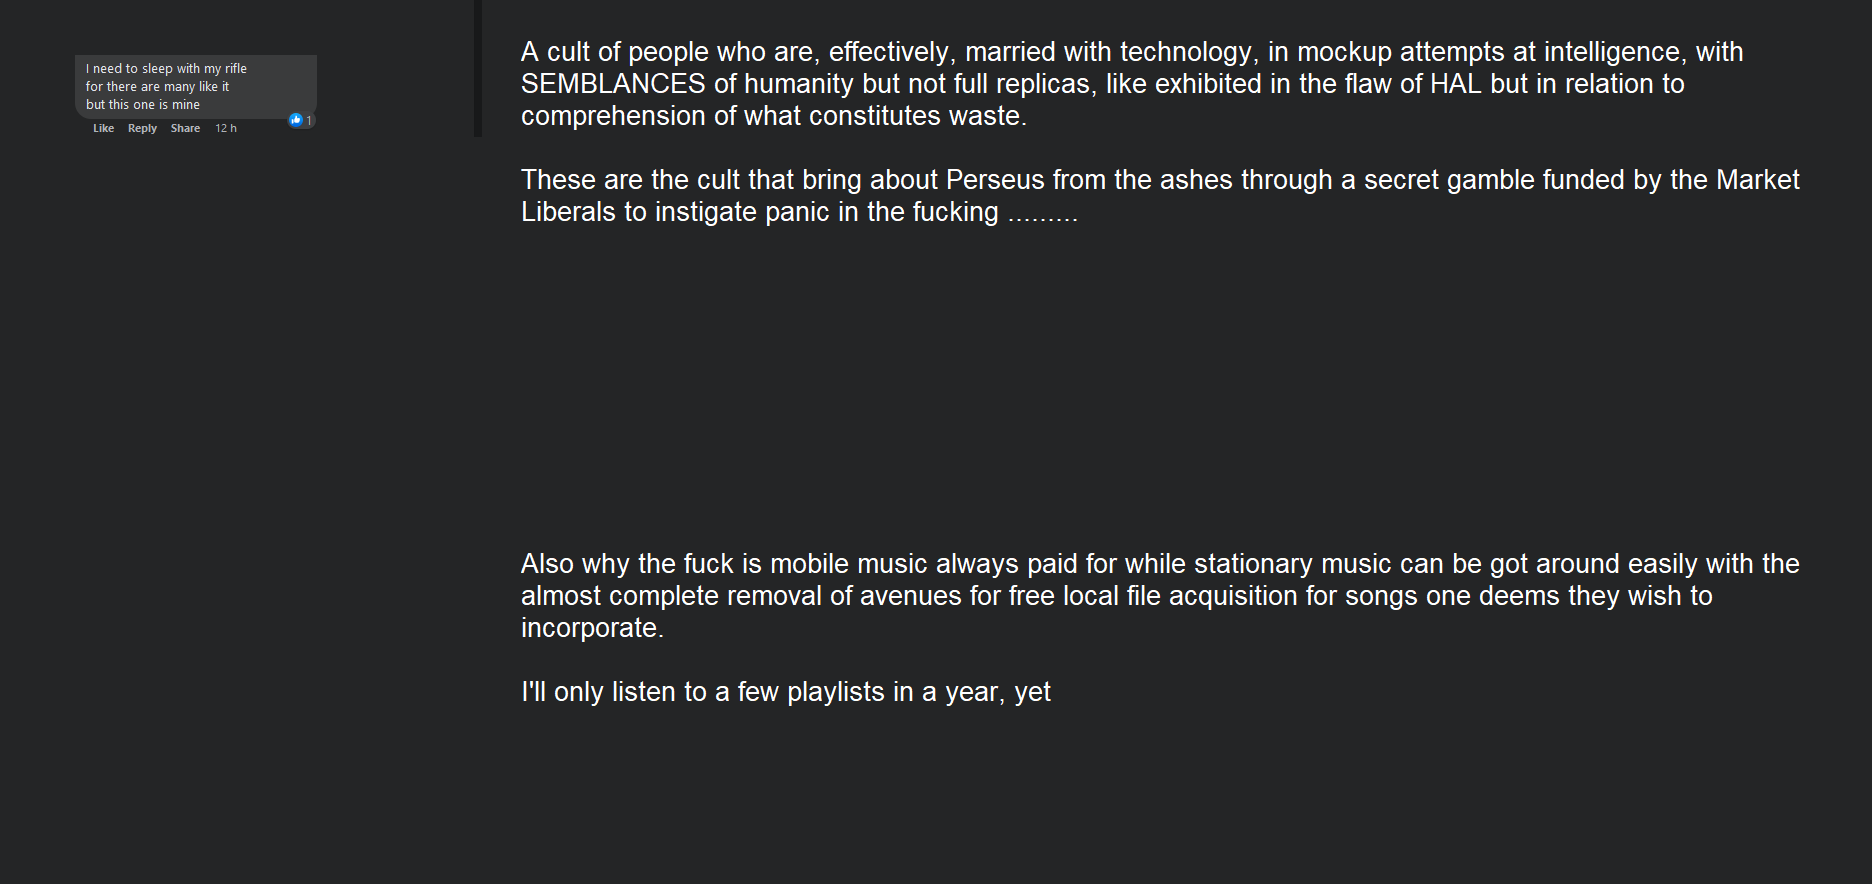 I need to sleep with my rifle
for there are many like it
but this one is mine
Like Reply Share 12 h
1
A cult of people who are, effectively, married with technology, in mockup attempts at intelligence, with
SEMBLANCES of humanity but not full replicas, like exhibited in the flaw of HAL but in relation to
comprehension of what constitutes waste.
These are the cult that bring about Perseus from the ashes through a secret gamble funded by the Market
Liberals to instigate panic in the fucking .........
Also why the fuck is mobile music always paid for while stationary music can be got around easily with the
almost complete removal of avenues for free local file acquisition for songs one deems they wish to
incorporate.
I'll only listen to a few playlists in a year, yet